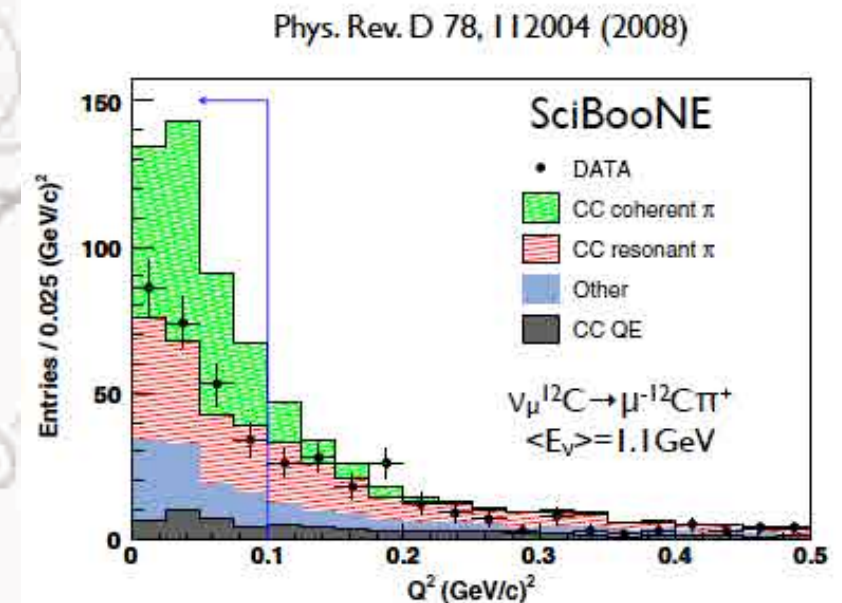 Phys. Rev. D 78, 112004 (2008)
150
100
50
0
Entries / 0.025 (GeV/c)²
SciBooNE
DATA
CC coherent π
CC resonant π
Other
CC QE
νμ¹²C→μ⁻¹²Cπ⁺
<Eν>=1.1GeV
0 0.1 0.2 0.3 0.4 0.5
Q² (GeV/c)²